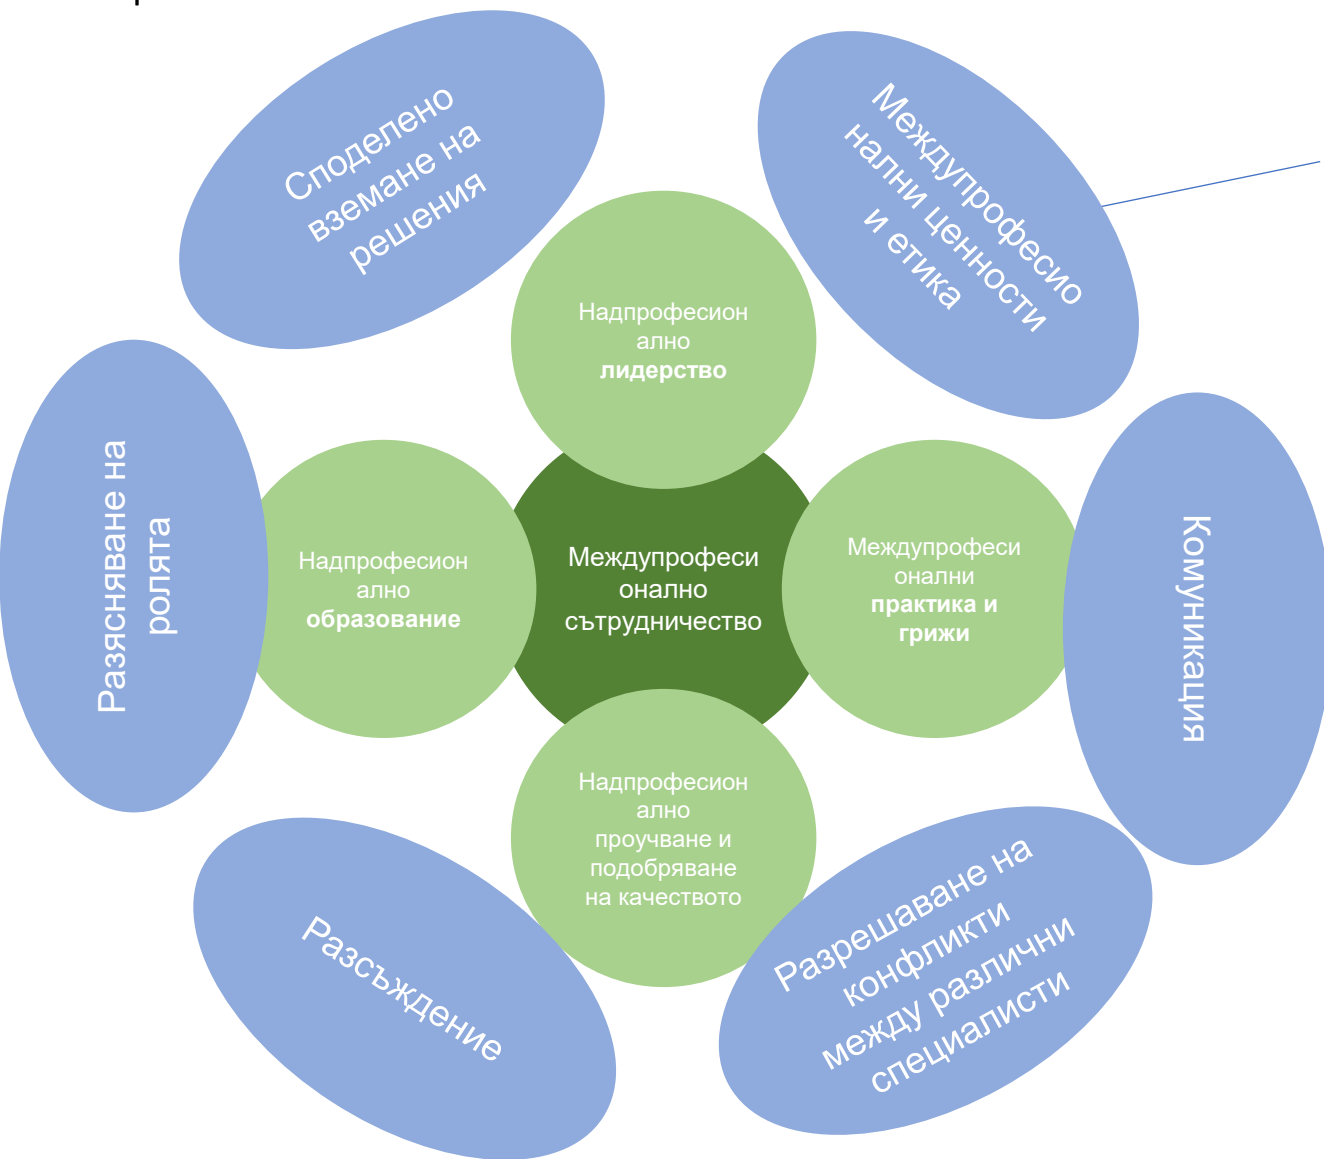 Споделено
вземане на
решения
Междупрофесио
нални ценности
и етика
Надпрофесион
ално
лидерство
Разясняване на
ролята
Надпрофесион
ално
образование
Междупрофеси
онално
сътрудничество
Междупрофеси
онални
практика и
грижи
Комуникация
Надпрофесион
ално
проучване и
подобряване
на качеството
Разсъждение
Разрешаване на
конфликти
между различни
специалисти